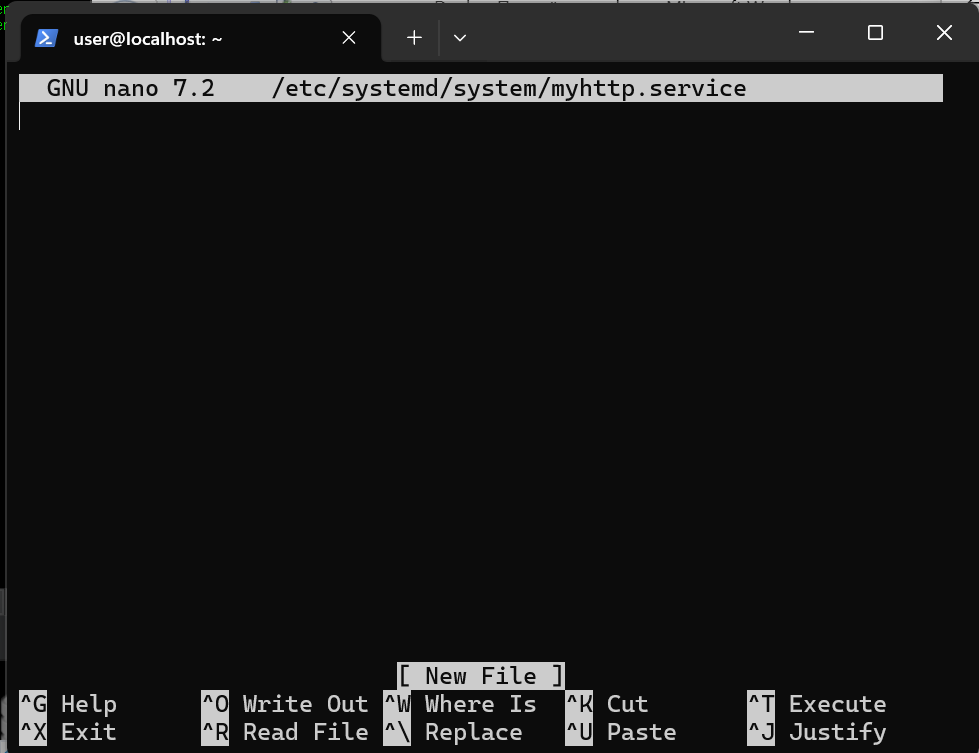 user@localhost: ~
GNU nano 7.2 /etc/systemd/system/myhttp.service
[ New File ]
^G Help ^O Write Out ^W Where Is ^K Cut ^T Execute
^X Exit ^R Read File ^\ Replace ^U Paste ^J Justify